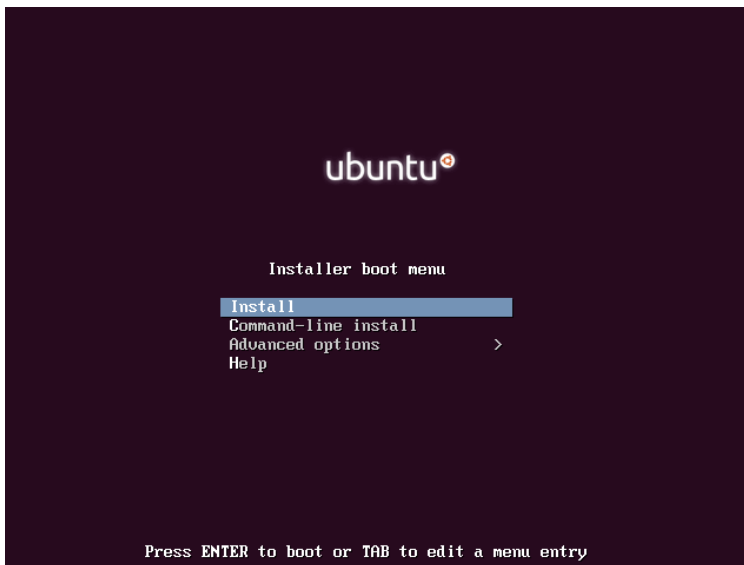 ubuntu
Installer boot menu
Install
Command-line install
Advanced options >
Help
Press ENTER to boot or TAB to edit a menu entry